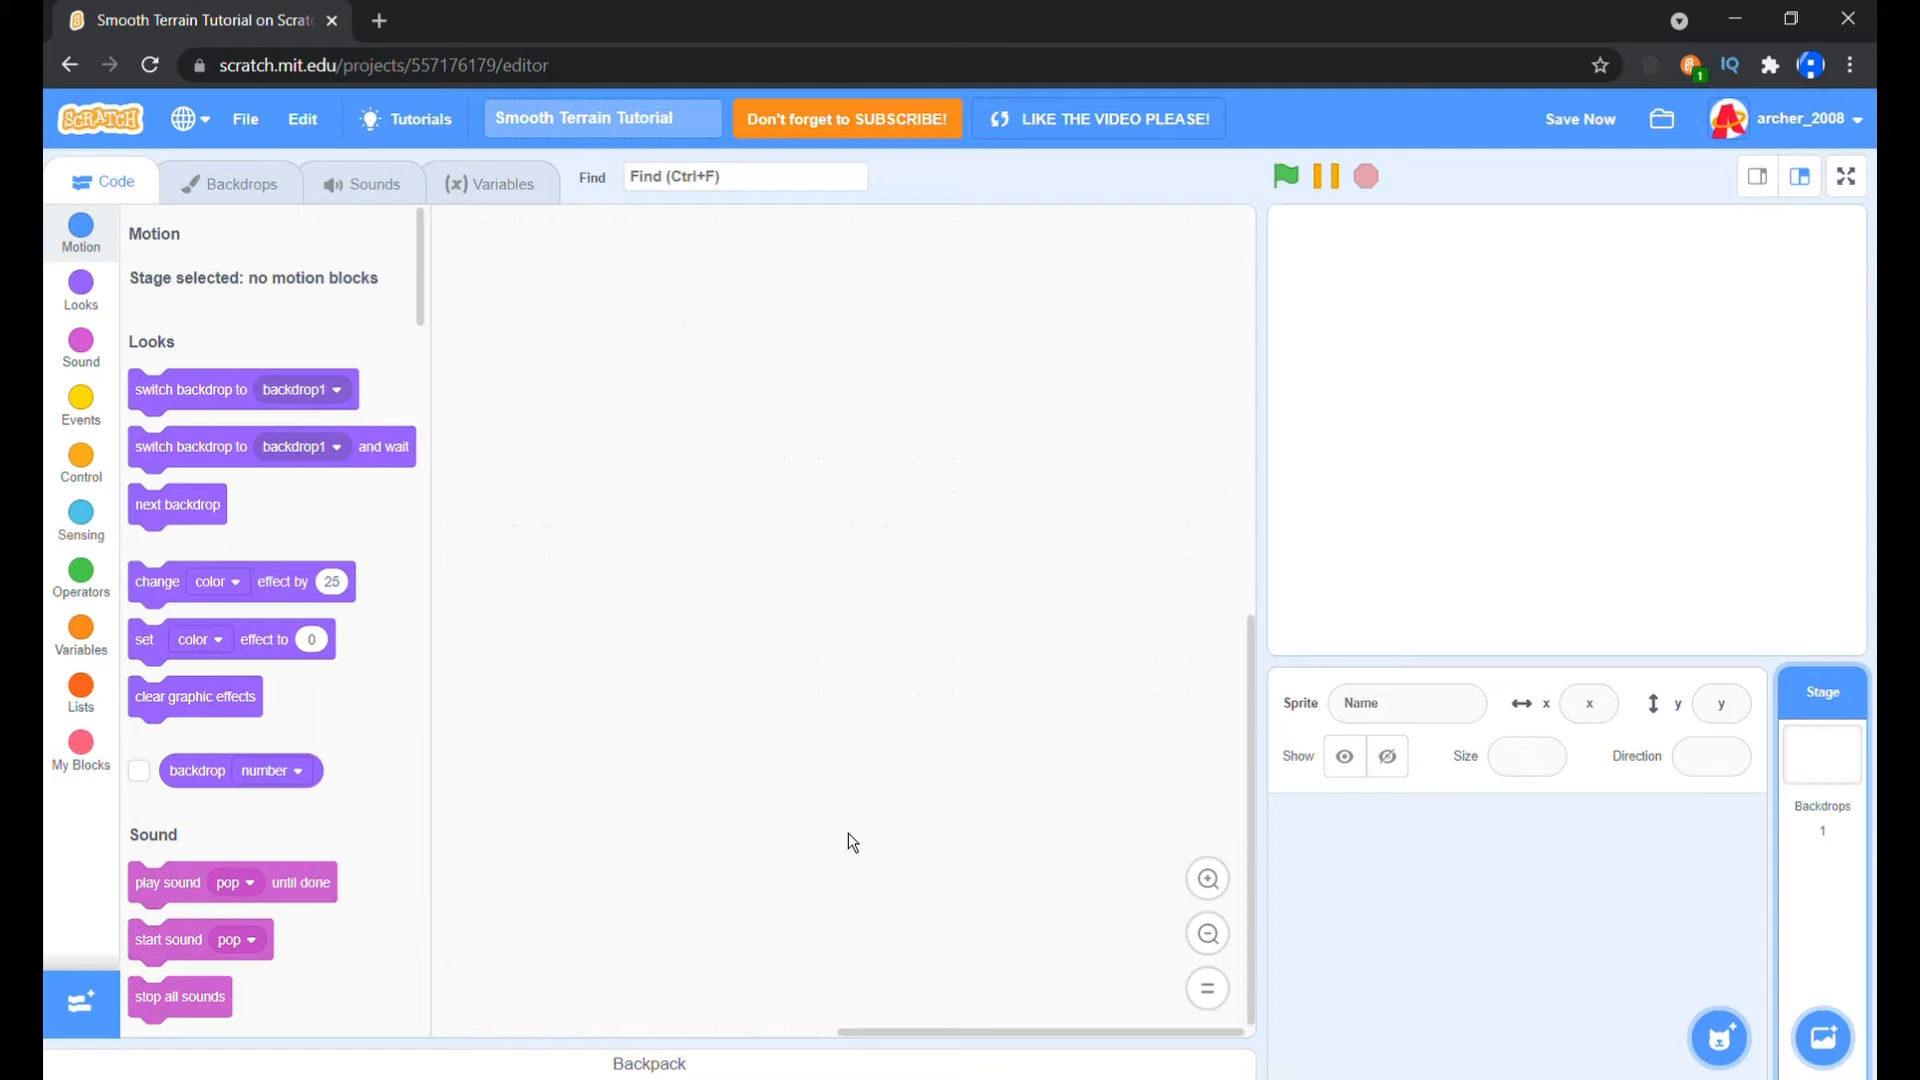 Smooth Terrain Tutorial on Scrat
scratch.mit.edu/projects/557176179/editor
1
IQ
SCRATCH
File
Edit
Tutorials
Smooth Terrain Tutorial
Don't forget to SUBSCRIBE!
LIKE THE VIDEO PLEASE!
Save Now
archer_2008
Code
Backdrops
Sounds
(x) Variables
Find
Find (Ctrl+F)
Motion
Looks
Sound
Events
Control
Sensing
Operators
Variables
Lists
My Blocks
Motion
Stage selected: no motion blocks
Looks
switch backdrop to backdrop1
switch backdrop to backdrop1 and wait
next backdrop
change color effect by 25
set color effect to 0
clear graphic effects
backdrop number
Sound
play sound pop until done
start sound pop
stop all sounds
Backpack
Sprite Name x x y y
Show Size Direction
Stage
Backdrops
1